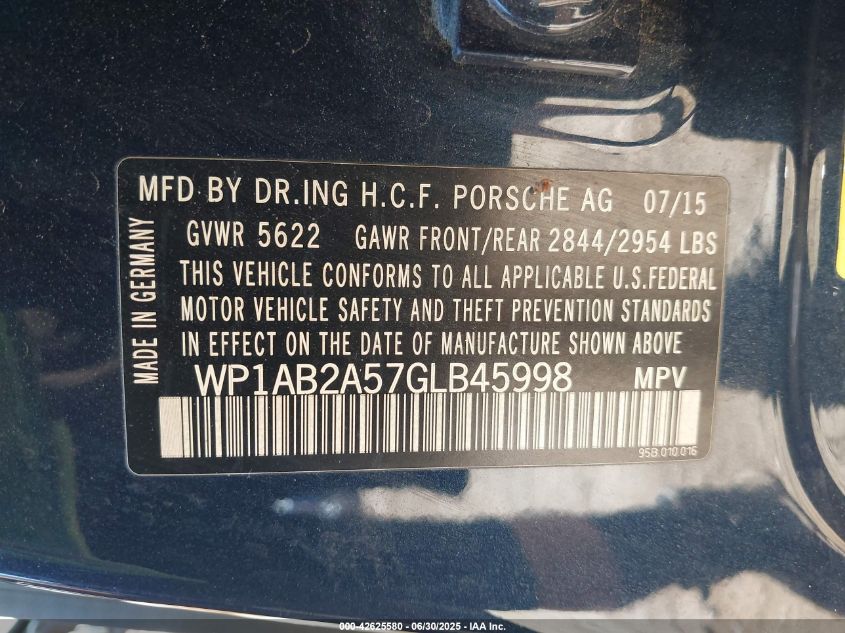 MFD BY DR.ING H.C.F. PORSCHE AG 07/15
GVWR 5622 GAWR FRONT/REAR 2844/2954 LBS
THIS VEHICLE CONFORMS TO ALL APPLICABLE U.S.FEDERAL
MOTOR VEHICLE SAFETY AND THEFT PREVENTION STANDARDS
IN EFFECT ON THE DATE OF MANUFACTURE SHOWN ABOVE
WP1AB2A57GLB45998 MPV
95B.010.016
MADE IN GERMANY
000-42625580 - 06/30/2025 - IAA Inc.